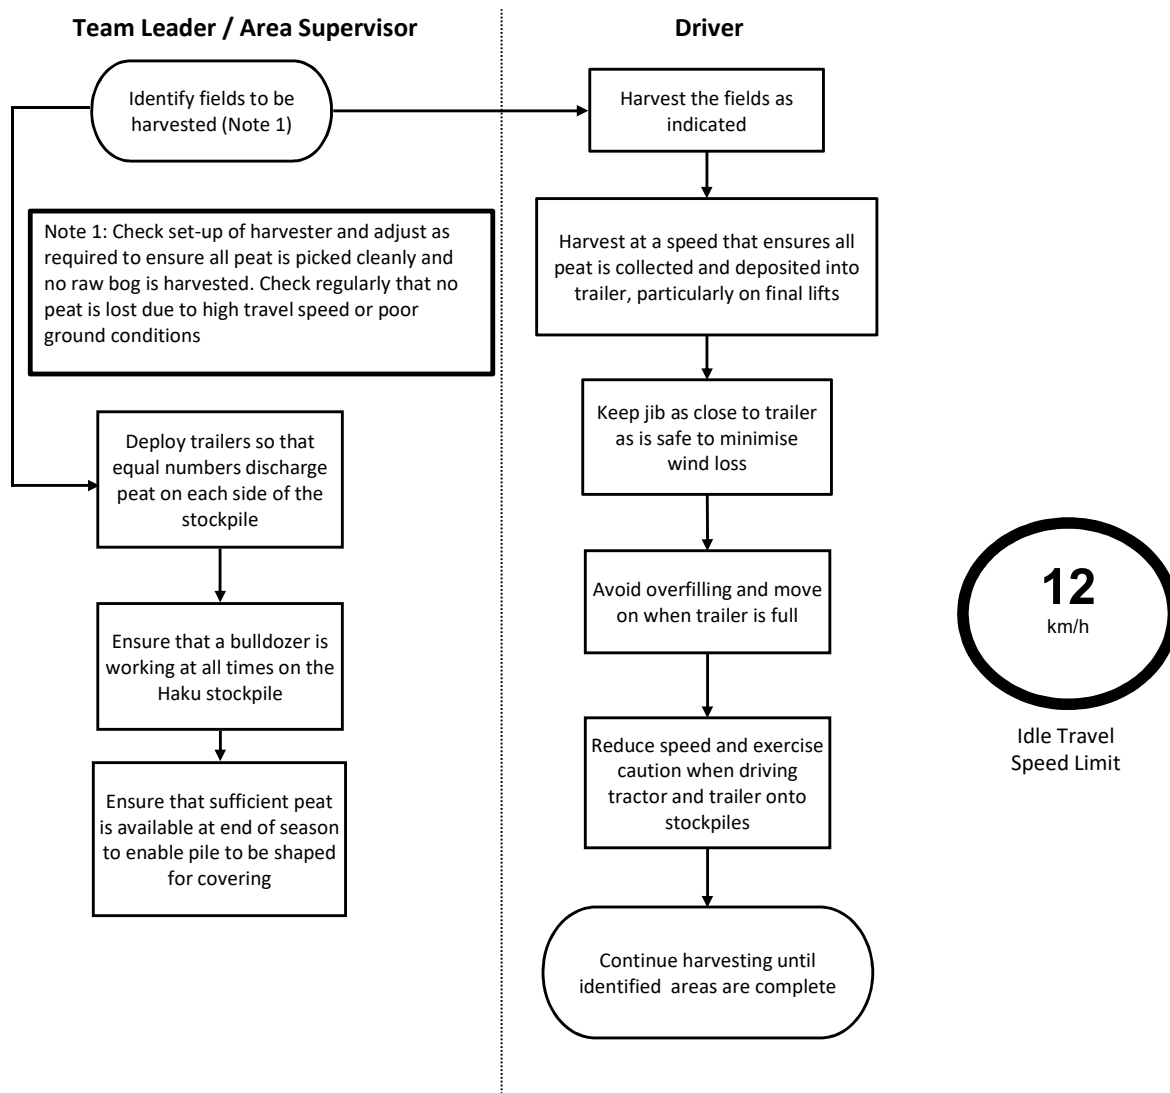 Team Leader / Area Supervisor
Driver
Identify fields to be
harvested (Note 1)
Harvest the fields as
indicated
Note 1: Check set-up of harvester and adjust as
required to ensure all peat is picked cleanly and
no raw bog is harvested. Check regularly that no
peat is lost due to high travel speed or poor
ground conditions
Harvest at a speed that ensures all
peat is collected and deposited into
trailer, particularly on final lifts
Keep jib as close to trailer
as is safe to minimise
wind loss
Deploy trailers so that
equal numbers discharge
peat on each side of the
stockpile
Avoid overfilling and move
on when trailer is full
Ensure that a bulldozer is
working at all times on the
Haku stockpile
Reduce speed and exercise
caution when driving
tractor and trailer onto
stockpiles
Ensure that sufficient peat
is available at end of season
to enable pile to be shaped
for covering
Continue harvesting until
identified  areas are complete
12
km/h
Idle Travel
Speed Limit